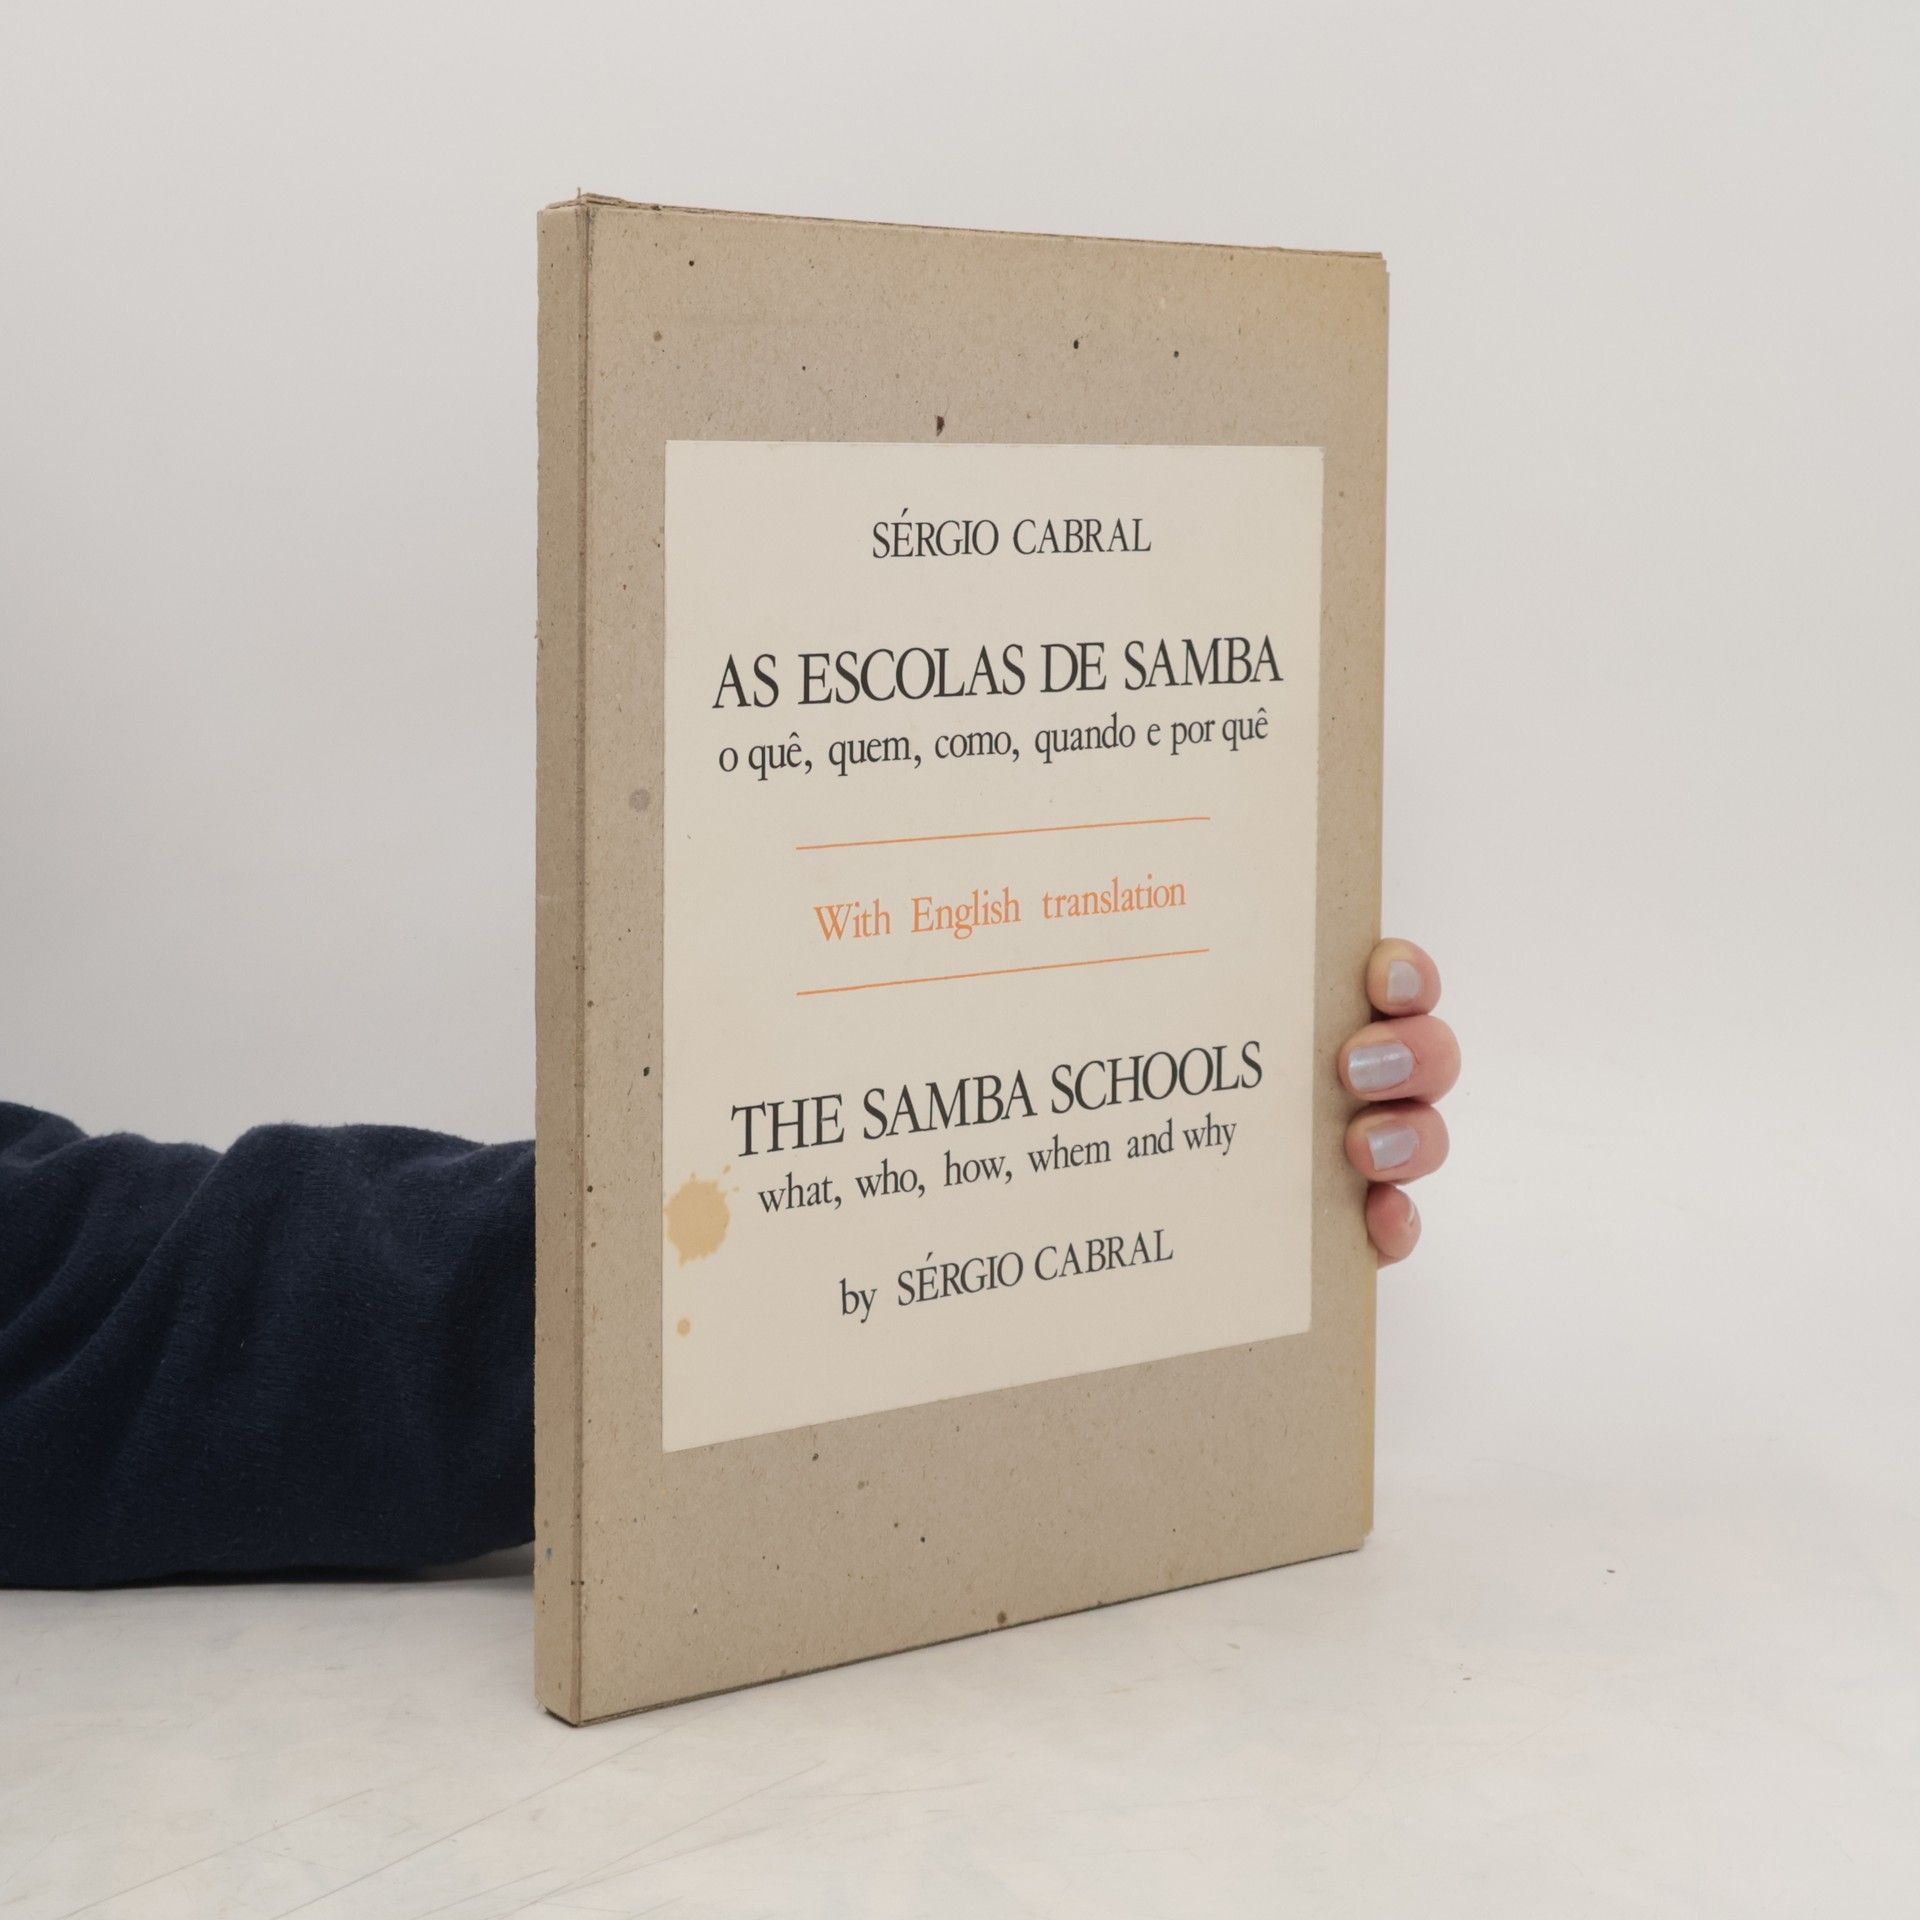 SÉRGIO CABRAL
AS ESCOLAS DE SAMBA
o quê, quem, como, quando e por quê
With English translation
THE SAMBA SCHOOLS
what, who, how, whem and why
by SÉRGIO CABRAL